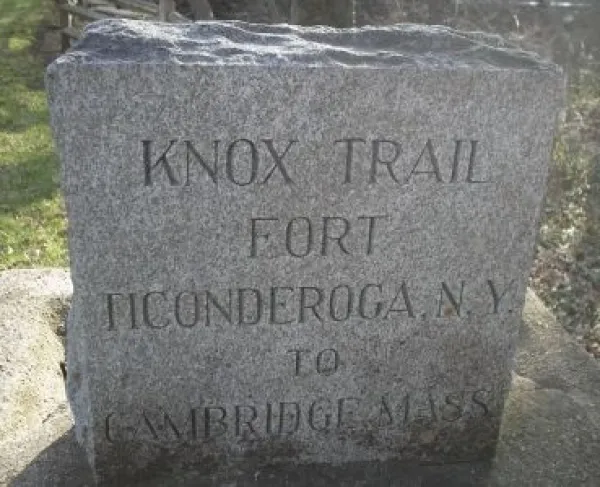 KNOX TRAIL
FORT
TICONDEROGA, N.Y.
TO
CAMBRIDGE, MASS.